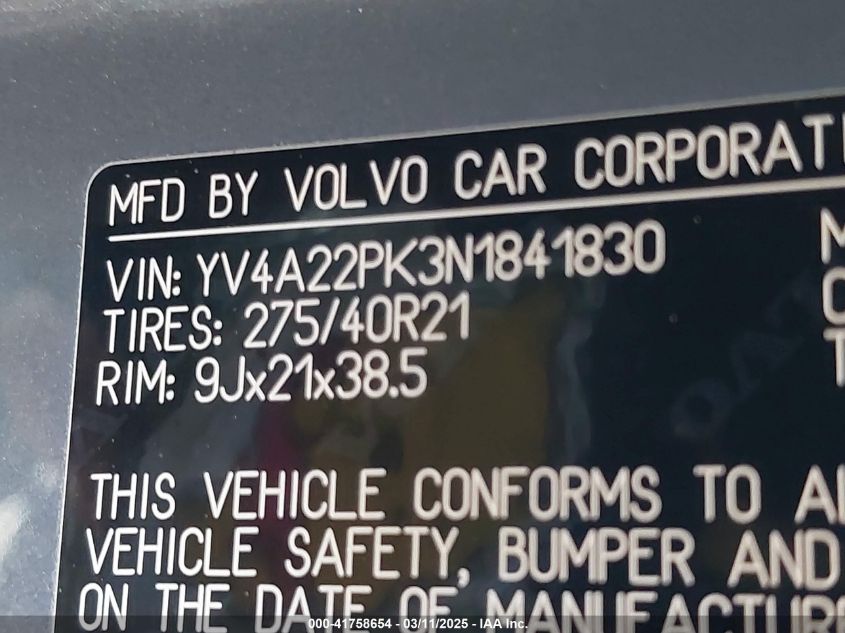 MFD BY VOLVO CAR CORPORATI
VIN: YV4A22PK3N1841830
TIRES: 275/40R21
RIM: 9Jx21x38.5
THIS VEHICLE CONFORMS TO
VEHICLE SAFETY, BUMPER AND
ON THE DATE OF MANUFACTUR
000-41758654 - 03/11/2025 - IAA Inc.